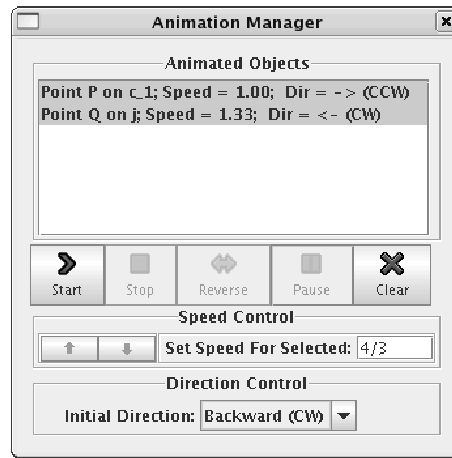 Animation Manager
Animated Objects
Point P on c_1; Speed = 1.00;  Dir = -> (CCW)
Point Q on j; Speed = 1.33;  Dir = <- (CW)
Start
Stop
Reverse
Pause
Clear
Speed Control
Set Speed For Selected: 4/3
Direction Control
Initial Direction: Backward (CW)